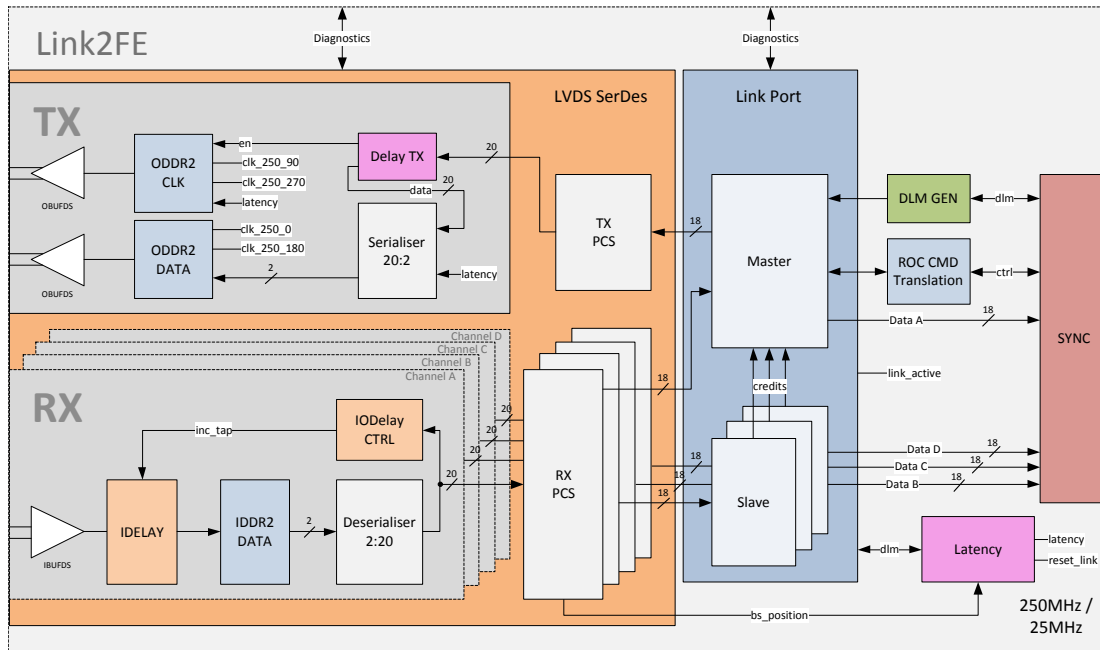 Diagnostics
Diagnostics
Link2FE
LVDS SerDes
Link Port
TX
ODDR2
CLK
OBUFDS
en
clk_250_90
clk_250_270
latency
Delay TX
20
data
20
ODDR2
DATA
OBUFDS
clk_250_0
clk_250_180
2
Serialiser
20:2
latency
TX
PCS
18
Master
DLM GEN
dlm
ROC CMD
Translation
ctrl
Data A
18
SYNC
link_active
credits
Channel D
Channel C
Channel B
Channel A
RX
inc_tap
IODelay
CTRL
20
20
20
20
IBUFDS
IDELAY
IDDR2
DATA
2
Deserialiser
2:20
RX
PCS
18
18
18
18
Slave
Data D
18
Data C
18
Data B
18
dlm
Latency
latency
reset_link
bs_position
250MHz /
25MHz